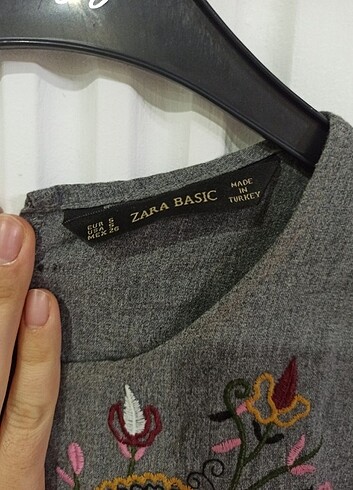 EUR S
USA S
MEX 26
ZARA BASIC
MADE
IN
TURKEY